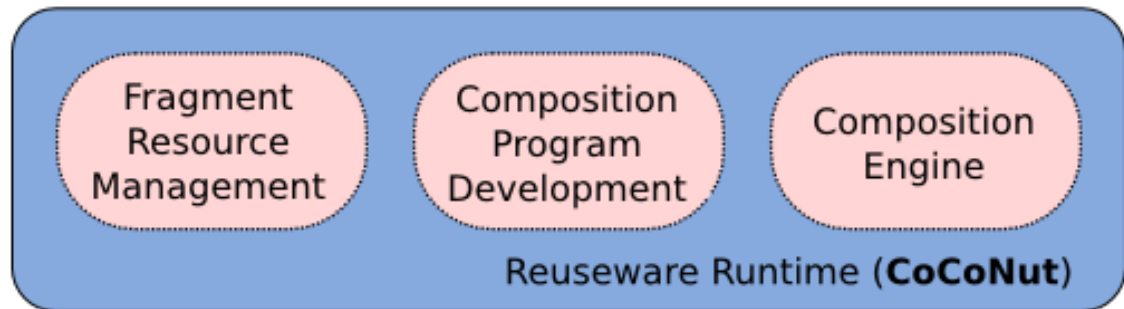 Fragment
Resource
Management
Composition
Program
Development
Composition
Engine
Reuseware Runtime (CoCoNut)